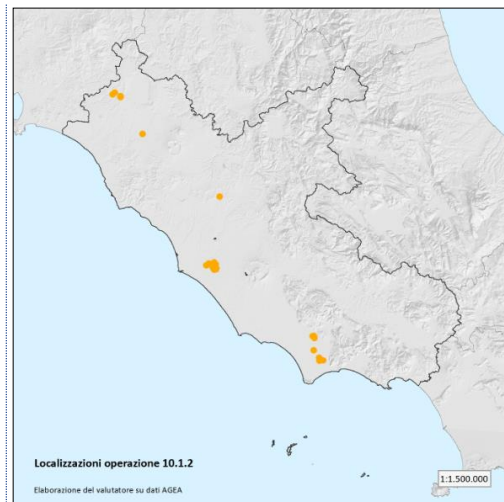 Localizzazioni operazione 10.1.2
Elaborazione del valutatore su dati AGEA
1:1.500.000